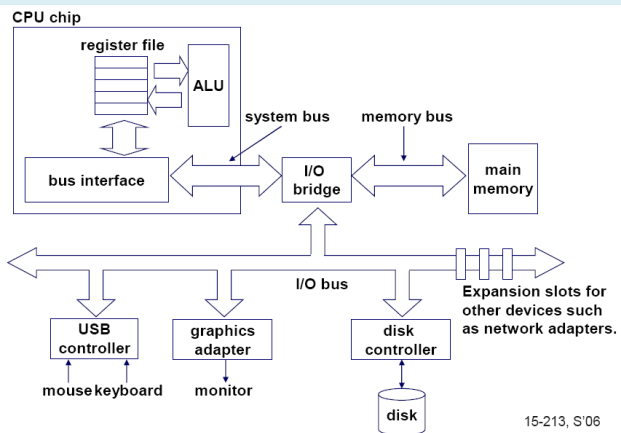 CPU chip
register file
ALU
system bus
memory bus
bus interface
I/O
bridge
main
memory
I/O bus
Expansion slots for
other devices such
as network adapters.
USB
controller
graphics
adapter
disk
controller
mouse keyboard
monitor
disk
15-213, S'06